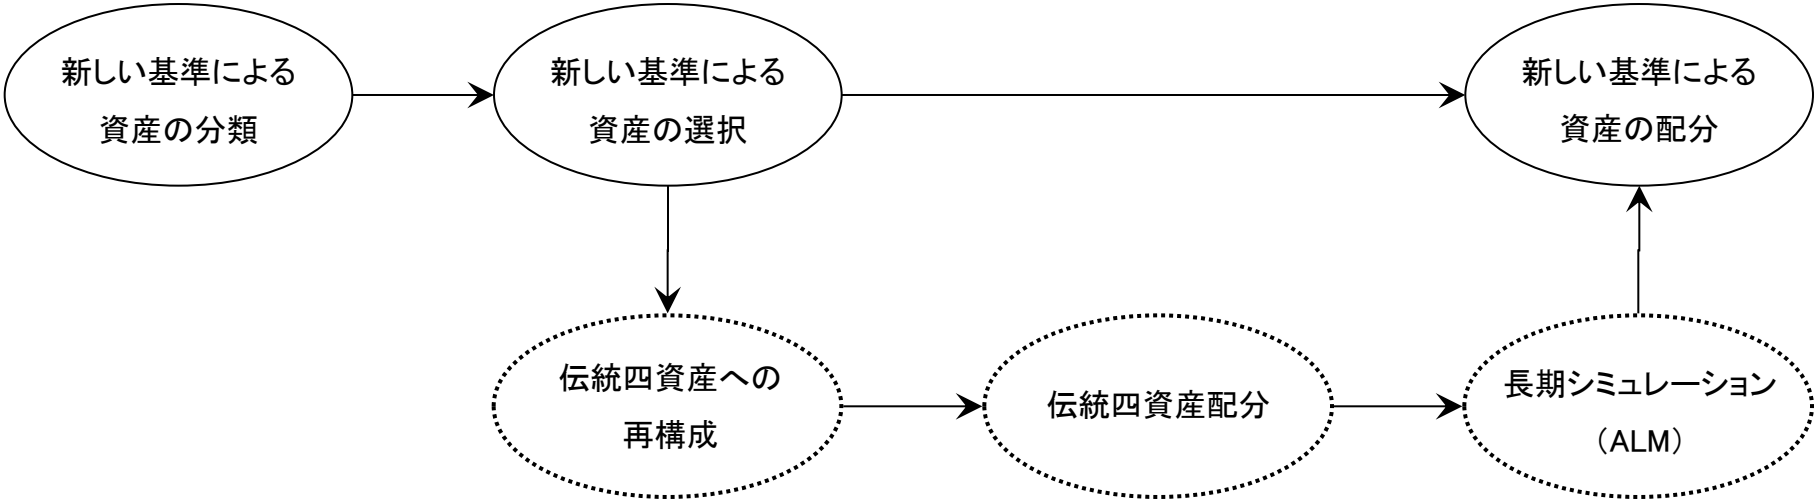 新しい基準による
資産の分類
新しい基準による
資産の選択
新しい基準による
資産の配分
伝統四資産への
再構成
伝統四資産配分
長期シミュレーション
（ALM）